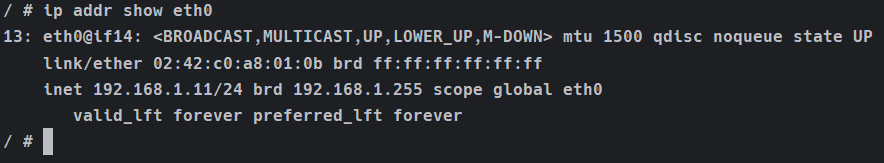 / # ip addr show eth0
13: eth0@if14: <BROADCAST,MULTICAST,UP,LOWER_UP,M-DOWN> mtu 1500 qdisc noqueue state UP
    link/ether 02:42:c0:a8:01:0b brd ff:ff:ff:ff:ff:ff
    inet 192.168.1.11/24 brd 192.168.1.255 scope global eth0
       valid_lft forever preferred_lft forever
/ #